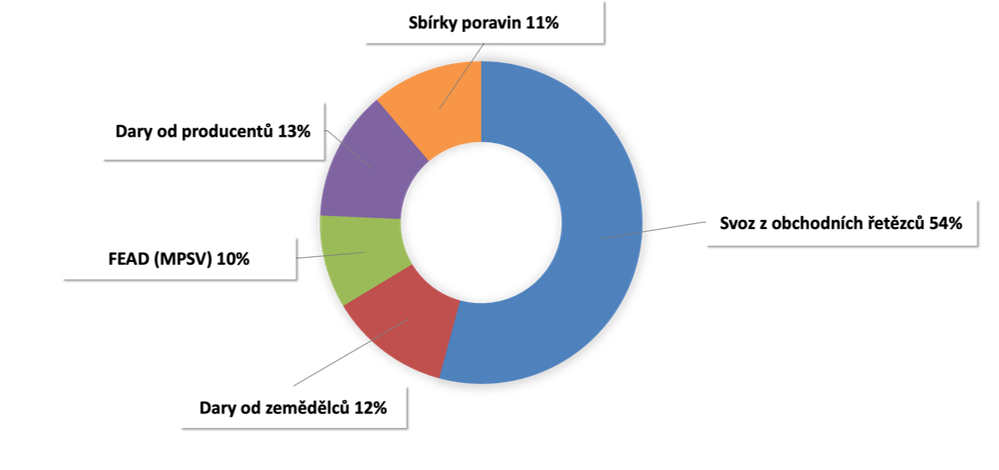 Sbírky poravin 11%
Dary od producentů 13%
Svoz z obchodních řetězců 54%
FEAD (MPSV) 10%
Dary od zemědělců 12%